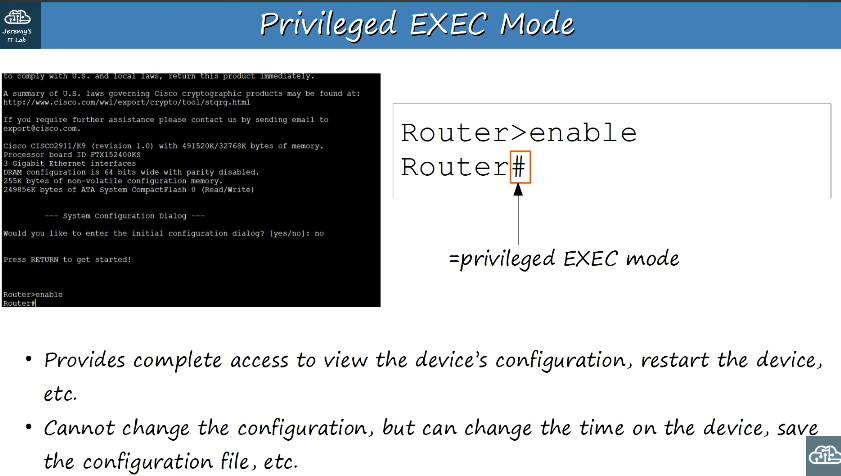 Jeremy's
IT Lab
Privileged EXEC Mode
to comply with U.S. and local laws, return this product immediately.
A summary of U.S. laws governing Cisco cryptographic products may be found at:
http://www.cisco.com/wwl/export/crypto/tool/stqrg.html
If you require further assistance please contact us by sending email to
export@cisco.com.
Cisco CISCO2911/K9 (revision 1.0) with 491520K/32768K bytes of memory.
Processor board ID FTX152400KS
3 Gigabit Ethernet interfaces
DRAM configuration is 64 bits wide with parity disabled.
255K bytes of non-volatile configuration memory.
249856K bytes of ATA System CompactFlash 0 (Read/Write)
--- System Configuration Dialog ---
Would you like to enter the initial configuration dialog? [yes/no]: no
Press RETURN to get started!
Router>enable
Router#
Router>enable
Router#
=privileged EXEC mode
• Provides complete access to view the device's configuration, restart the device,
etc.
• Cannot change the configuration, but can change the time on the device, save
the configuration file, etc.